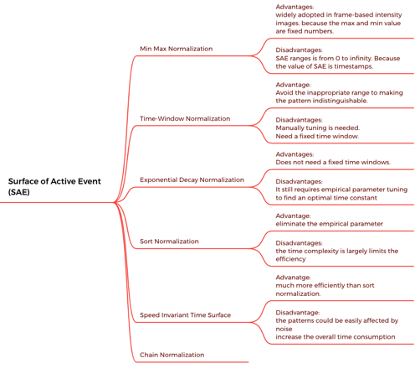 Surface of Active Event
(SAE)
Min Max Normalization
Advantages:
widely adopted in frame-based intensity
images. because the max and min value
are fixed numbers.
Disadvantages:
SAE ranges is from 0 to infinity. Because
the value of SAE is timestamps.
Time-Window Normalization
Advantage:
Avoid the inappropriate range to making
the pattern indistinguishable.
Disadvantages:
Manually tuning is needed.
Need a fixed time window.
Exponential Decay Normalization
Advantages:
Does not need a fixed time windows.
Disadvantages:
It still requires empirical parameter tuning
to find an optimal time constant
Sort Normalization
Advantage:
eliminate the empirical parameter
Disadvantages:
the time complexity is largely limits the
efficiency
Speed Invariant Time Surface
Advanatge:
much more efficiently than sort
normalization.
Disadvantage:
the patterns could be easily affected by
noise
increase the overall time consumption
Chain Normalization